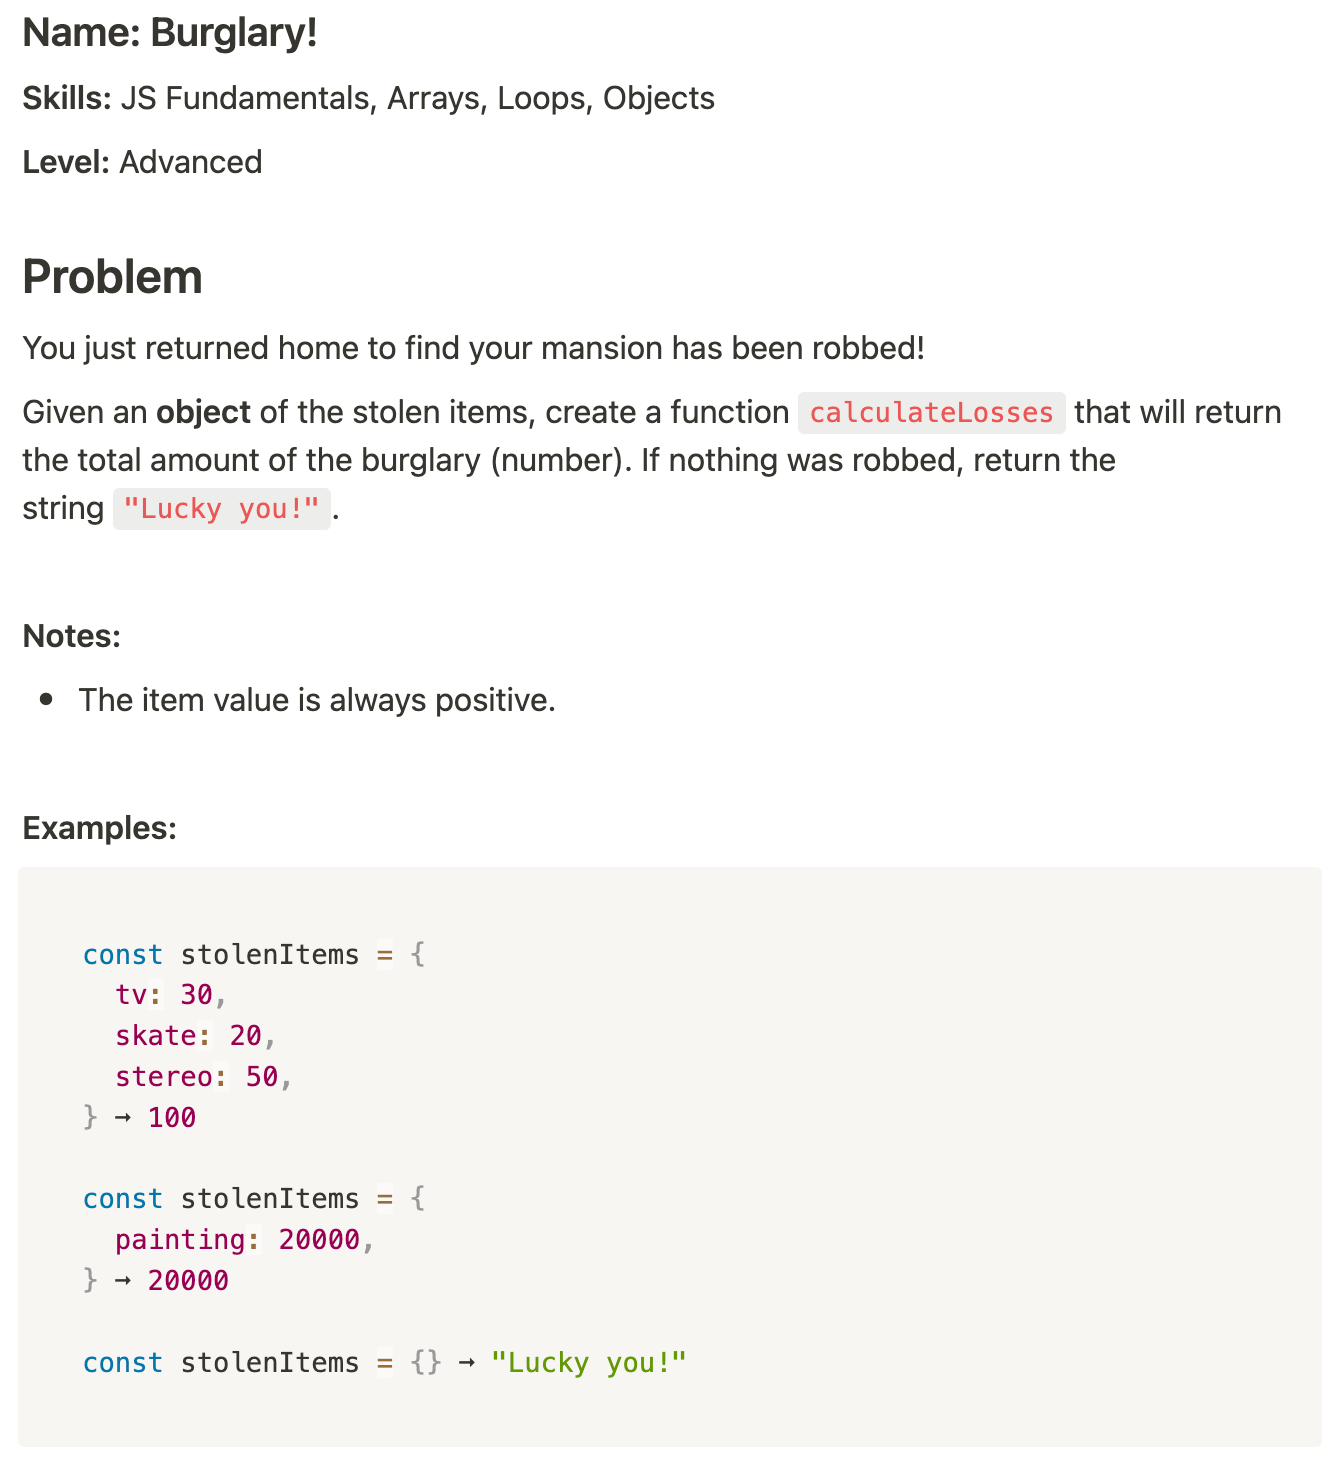 Name: Burglary!
Skills: JS Fundamentals, Arrays, Loops, Objects
Level: Advanced
Problem
You just returned home to find your mansion has been robbed!
Given an object of the stolen items, create a function calculateLosses that will return
the total amount of the burglary (number). If nothing was robbed, return the
string "Lucky you!".
Notes:
• The item value is always positive.
Examples:
const stolenItems = {
  tv: 30,
  skate: 20,
  stereo: 50,
} → 100
const stolenItems = {
  painting: 20000,
} → 20000
const stolenItems = {} → "Lucky you!"